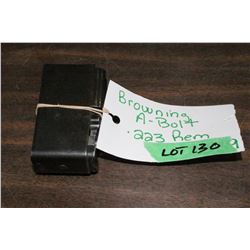 Browning
A-Bolt
.223 Rem
LOT 130